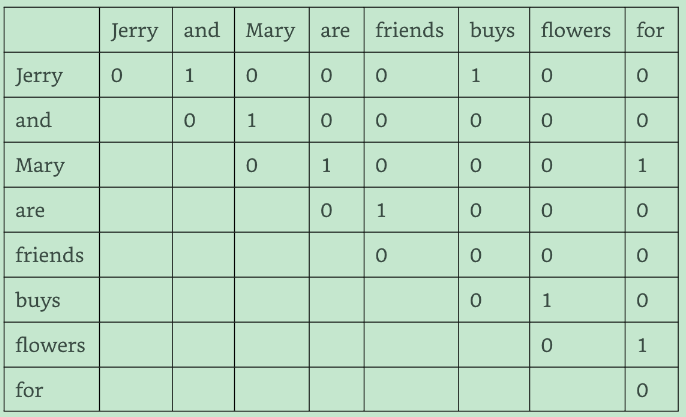 Jerry and Mary are friends buys flowers for
Jerry 0 1 0 0 0 1 0 0
and 0 1 0 0 0 0 0
Mary 0 1 0 0 0 1
are 0 1 0 0 0
friends 0 0 0 0
buys 0 1 0
flowers 0 1
for 0